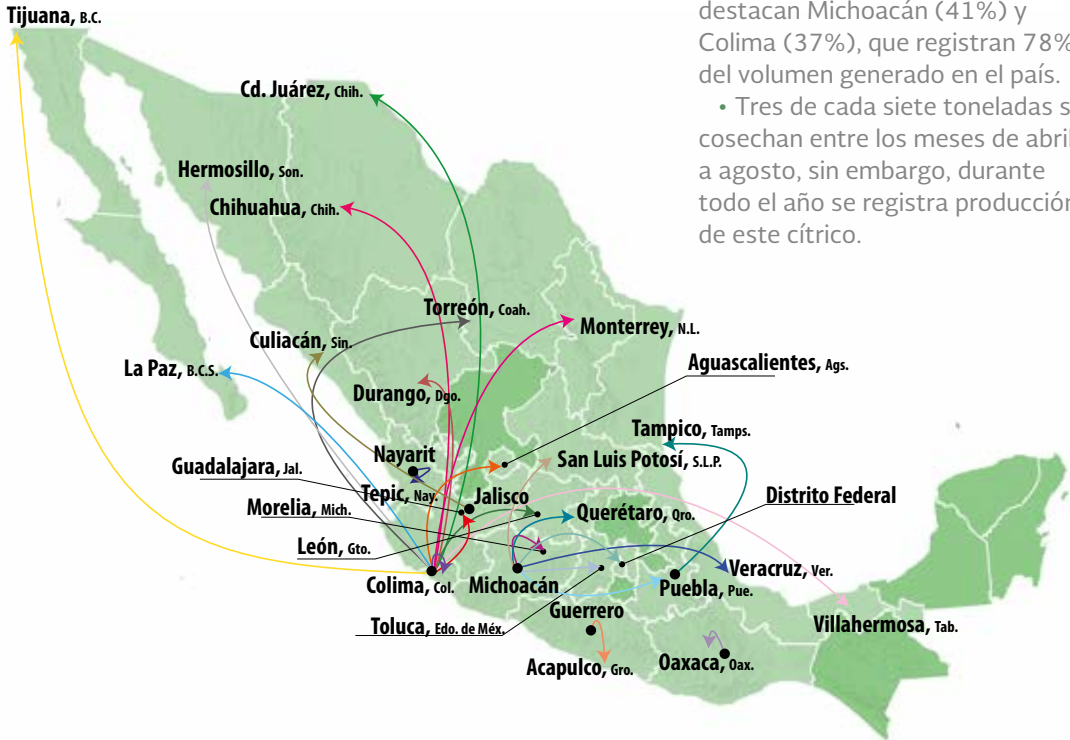 destacan Michoacán (41%) y
Colima (37%), que registran 78%
del volumen generado en el país.
• Tres de cada siete toneladas s
cosechan entre los meses de abril
a agosto, sin embargo, durante
todo el año se registra producción
de este cítrico.
Tijuana, B.C.
Cd. Juárez, Chih.
Hermosillo, Son.
Chihuahua, Chih.
Torreón, Coah.
Monterrey, N.L.
Culiacán, Sin.
La Paz, B.C.S.
Aguascalientes, Ags.
Durango, Dgo.
Tampico, Tamps.
Nayarit
San Luis Potosí, S.L.P.
Guadalajara, Jal.
Tepic, Nay.
Jalisco
Distrito Federal
Morelia, Mich.
Querétaro, Qro.
León, Gto.
Colima, Col.
Michoacán
Veracruz, Ver.
Puebla, Pue.
Guerrero
Toluca, Edo. de Méx.
Villahermosa, Tab.
Acapulco, Gro.
Oaxaca, Oax.